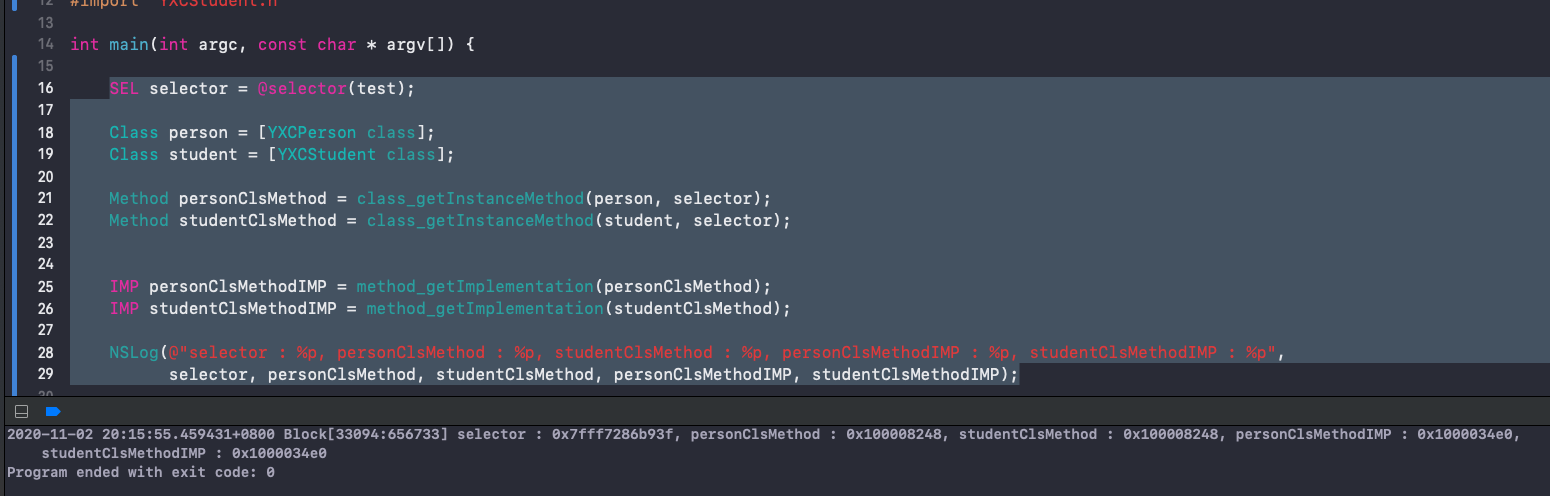 12 #import "YXCStudent.h"
13
14 int main(int argc, const char * argv[]) {
15
16 SEL selector = @selector(test);
17
18 Class person = [YXCPerson class];
19 Class student = [YXCStudent class];
20
21 Method personClsMethod = class_getInstanceMethod(person, selector);
22 Method studentClsMethod = class_getInstanceMethod(student, selector);
23
24
25 IMP personClsMethodIMP = method_getImplementation(personClsMethod);
26 IMP studentClsMethodIMP = method_getImplementation(studentClsMethod);
27
28 NSLog(@"selector : %p, personClsMethod : %p, studentClsMethod : %p, personClsMethodIMP : %p, studentClsMethodIMP : %p",
29 selector, personClsMethod, studentClsMethod, personClsMethodIMP, studentClsMethodIMP);
30
2020-11-02 20:15:55.459431+0800 Block[33094:656733] selector : 0x7fff7286b93f, personClsMethod : 0x100008248, studentClsMethod : 0x100008248, personClsMethodIMP : 0x1000034e0,
studentClsMethodIMP : 0x1000034e0
Program ended with exit code: 0